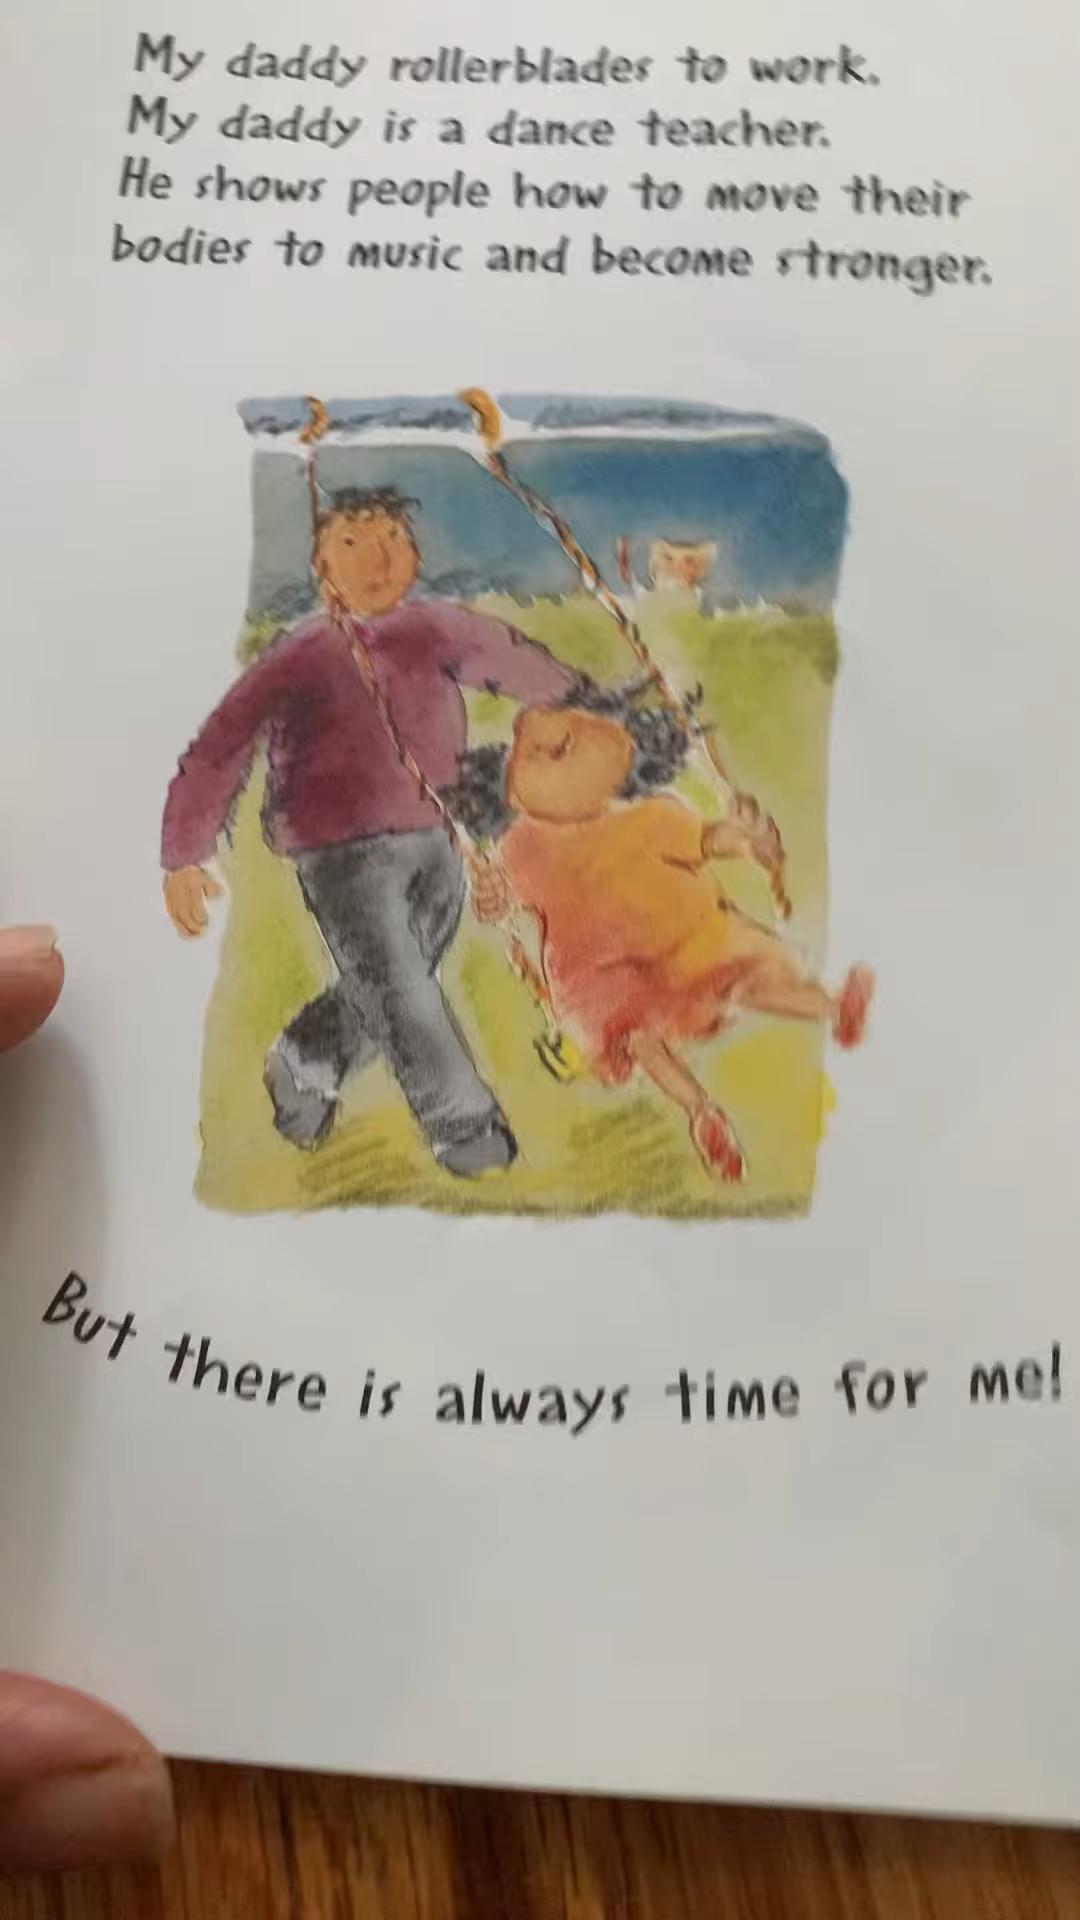 My daddy rollerblades to work.
My daddy is a dance teacher.
He shows people how to move their
bodies to music and become stronger.
But there is always time for me!